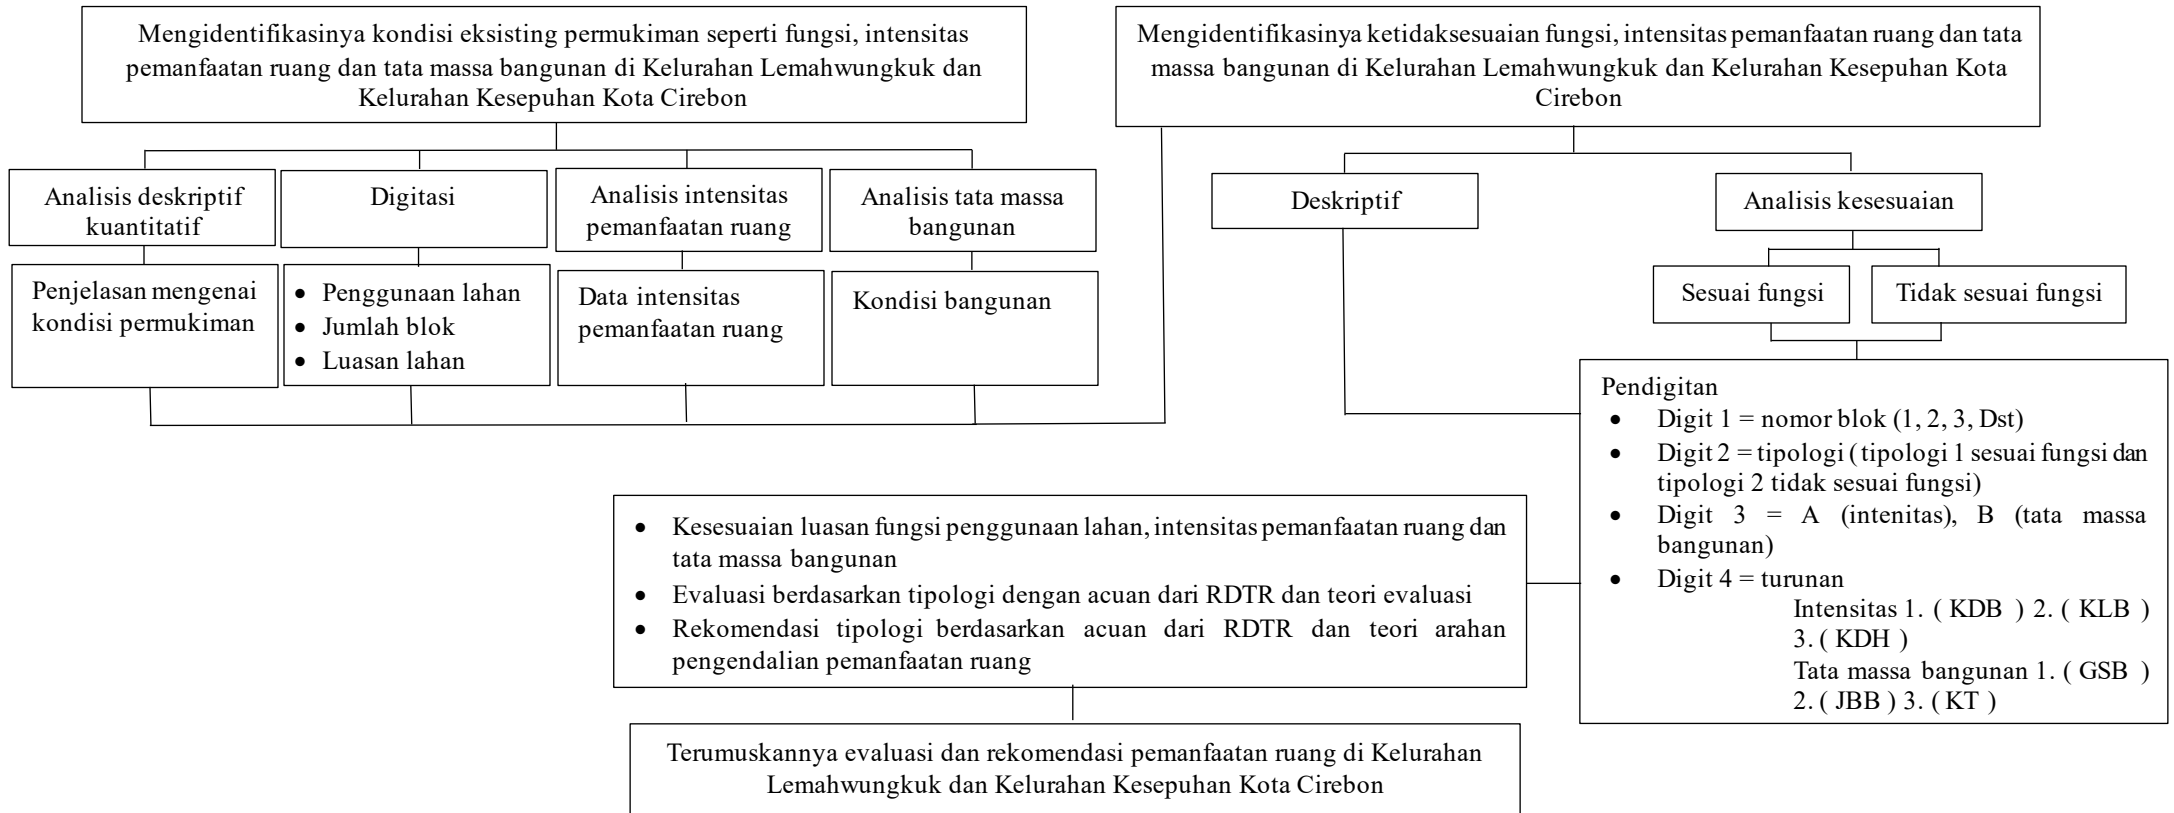 Mengidentifikasinya kondisi eksisting permukiman seperti fungsi, intensitas
pemanfaatan ruang dan tata massa bangunan di Kelurahan Lemahwungkuk dan
Kelurahan Kesepuhan Kota Cirebon
Mengidentifikasinya ketidaksesuaian fungsi, intensitas pemanfaatan ruang dan tata
massa bangunan di Kelurahan Lemahwungkuk dan Kelurahan Kesepuhan Kota
Cirebon
Analisis deskriptif
kuantitatif
Digitasi
Analisis intensitas
pemanfaatan ruang
Analisis tata massa
bangunan
Deskriptif
Analisis kesesuaian
Penjelasan mengenai
kondisi permukiman
• Penggunaan lahan
• Jumlah blok
• Luasan lahan
Data intensitas
pemanfaatan ruang
Kondisi bangunan
Sesuai fungsi
Tidak sesuai fungsi
Pendigitan
• Digit 1 = nomor blok (1, 2, 3, Dst)
• Digit 2 = tipologi ( tipologi 1 sesuai fungsi dan
tipologi 2 tidak sesuai fungsi)
• Digit 3 = A (intenitas), B (tata massa
bangunan)
• Digit 4 = turunan
Intensitas 1. ( KDB ) 2. ( KLB )
3. ( KDH )
Tata massa bangunan 1. ( GSB )
2. ( JBB ) 3. ( KT )
• Kesesuaian luasan fungsi penggunaan lahan, intensitas pemanfaatan ruang dan
tata massa bangunan
• Evaluasi berdasarkan tipologi dengan acuan dari RDTR dan teori evaluasi
• Rekomendasi tipologi berdasarkan acuan dari RDTR dan teori arahan
pengendalian pemanfaatan ruang
Terumuskannya evaluasi dan rekomendasi pemanfaatan ruang di Kelurahan
Lemahwungkuk dan Kelurahan Kesepuhan Kota Cirebon